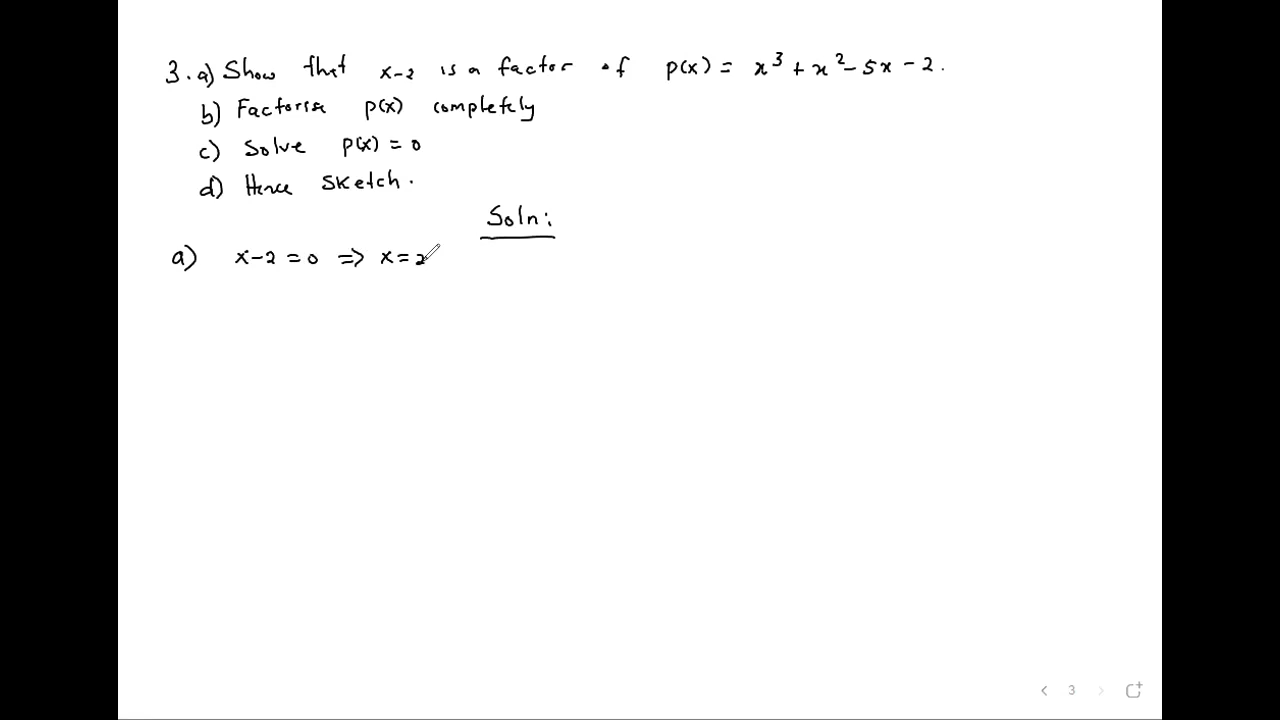 3. a) Show that x-2 is a factor of p(x) = x³ + x² - 5x - 2.
b) Factorise p(x) completely
c) Solve p(x) = 0
d) Hence sketch.
Soln:
a) x-2 = 0 => x = 2
3